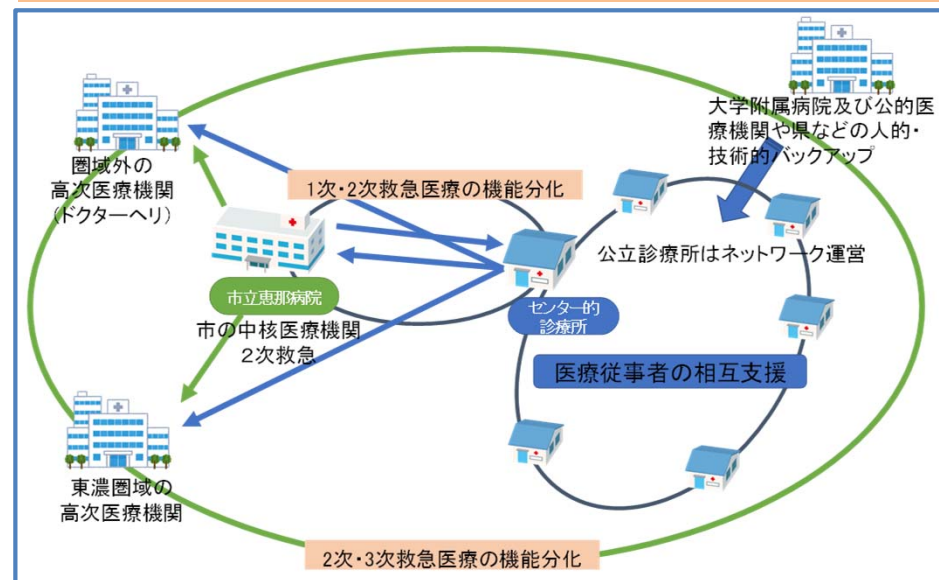 大学附属病院及び公的医
療機関や県などの人的・
技術的バックアップ
圏域外の
高次医療機関
(ドクターヘリ)
1次・2次救急医療の機能分化
公立診療所はネットワーク運営
市立恵那病院
市の中核医療機関
2次救急
センター的
診療所
医療従事者の相互支援
東濃圏域の
高次医療機関
2次・3次救急医療の機能分化